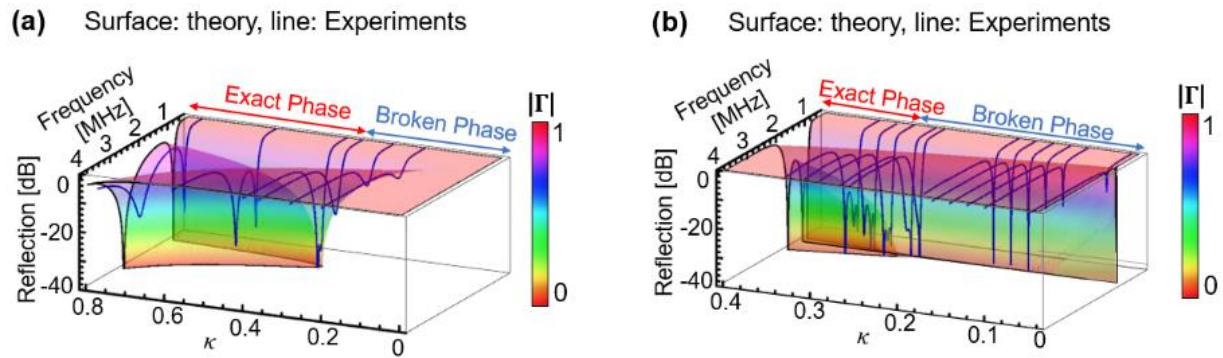 (a) Surface: theory, line: Experiments
Frequency [MHz]
4 3 2 1
Exact Phase
Broken Phase
|Γ|
1
0
Reflection [dB]
0
-20
-40
0.8 0.6 0.4 0.2 0
κ
(b) Surface: theory, line: Experiments
Frequency [MHz]
4 3 2 1
Exact Phase
Broken Phase
|Γ|
1
0
Reflection [dB]
0
-20
-40
0.4 0.3 0.2 0.1 0
κ